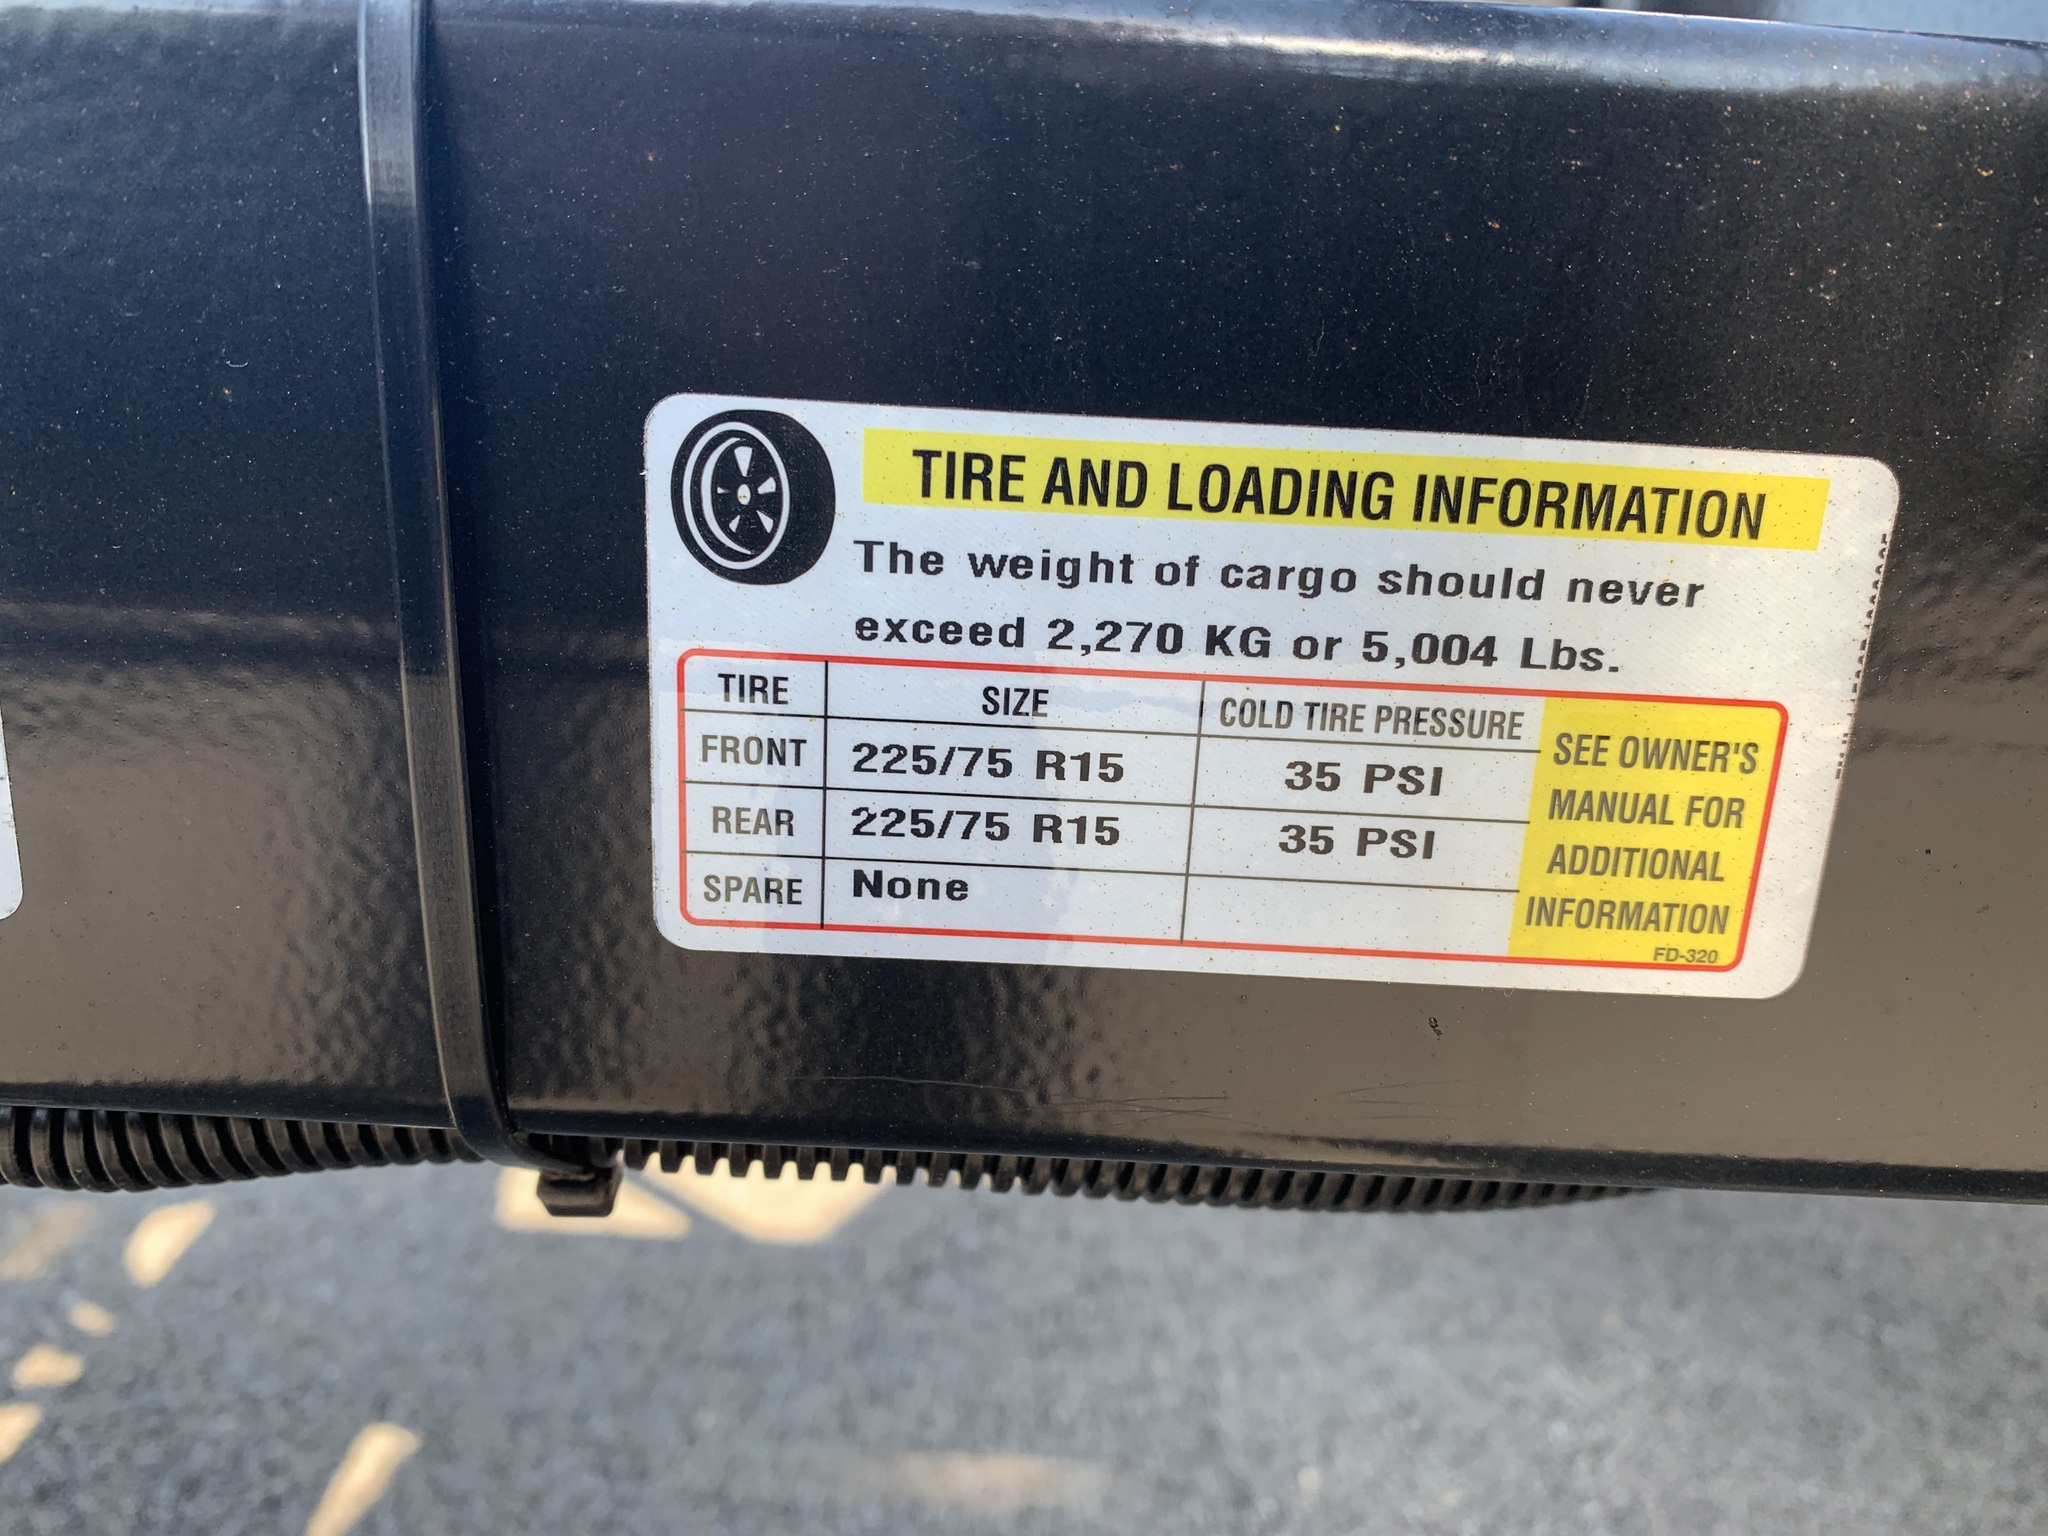 TIRE AND LOADING INFORMATION
The weight of cargo should never
exceed 2,270 KG or 5,004 Lbs.
TIRE SIZE COLD TIRE PRESSURE
FRONT 225/75 R15 35 PSI
REAR 225/75 R15 35 PSI
SPARE None
SEE OWNER'S
MANUAL FOR
ADDITIONAL
INFORMATION
FD-320